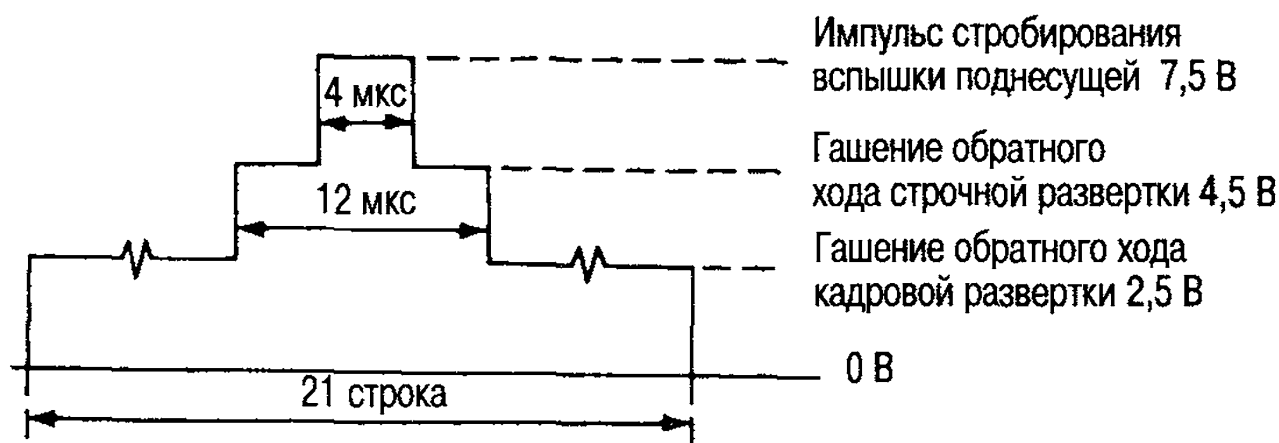 Импульс стробирования
вспышки поднесущей 7,5 В
4 мкс
Гашение обратного
хода строчной развертки 4,5 В
12 мкс
Гашение обратного хода
кадровой развертки 2,5 В
0 В
21 строка